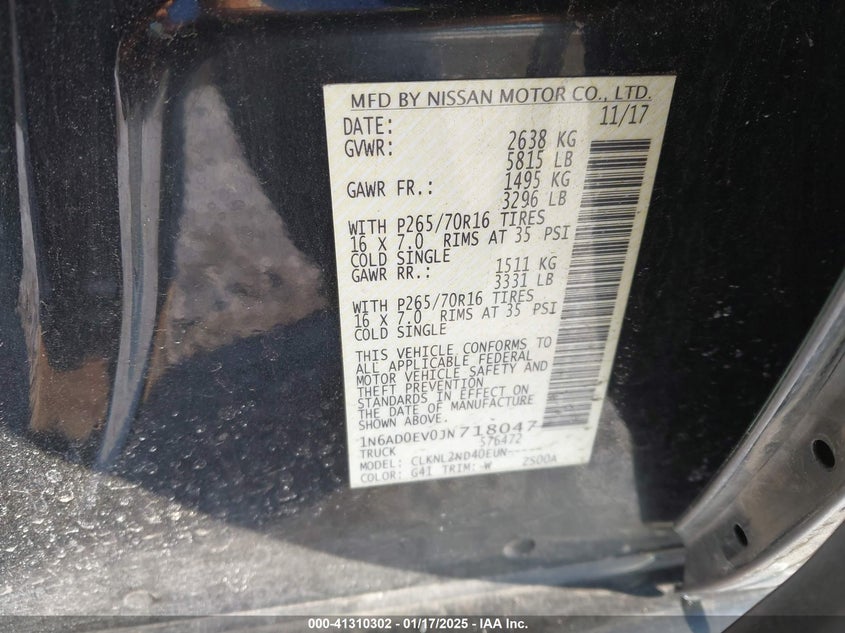 MFD BY NISSAN MOTOR CO., LTD.
DATE: 11/17
GVWR: 2638 KG
5815 LB
GAWR FR.: 1495 KG
3296 LB
WITH P265/70R16 TIRES
16 X 7.0 RIMS AT 35 PSI
COLD SINGLE
GAWR RR.: 1511 KG
3331 LB
WITH P265/70R16 TIRES
16 X 7.0 RIMS AT 35 PSI
COLD SINGLE
THIS VEHICLE CONFORMS TO
ALL APPLICABLE FEDERAL
MOTOR VEHICLE SAFETY AND
THEFT PREVENTION
STANDARDS IN EFFECT ON
THE DATE OF MANUFACTURE
SHOWN ABOVE.
1N6AD0EV0JN718047
TRUCK 576472
MODEL: CLKNL2ND40EUN-----
COLOR: G41 TRIM: -W 2S00A
000-41310302 - 01/17/2025 - IAA Inc.